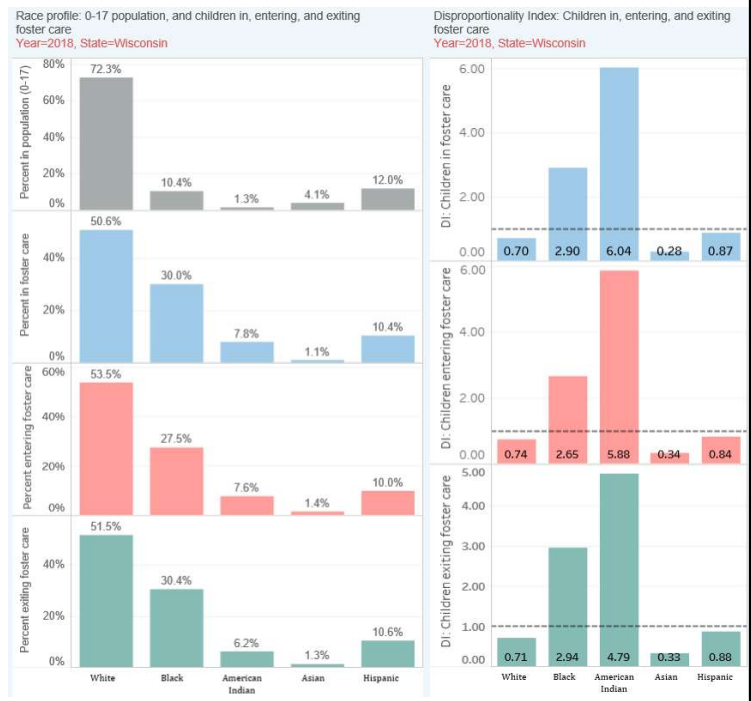 Race profile: 0-17 population, and children in, entering, and exiting
foster care
Year=2018, State=Wisconsin
Percent in population (0-17)
80%
60%
40%
20%
0%
72.3%
10.4%
1.3%
4.1%
12.0%
Percent in foster care
40%
20%
0%
50.6%
30.0%
7.8%
1.1%
10.4%
Percent entering foster care
60%
40%
20%
0%
53.5%
27.5%
7.6%
1.4%
10.0%
Percent exiting foster care
40%
20%
0%
51.5%
30.4%
6.2%
1.3%
10.6%
White
Black
American
Indian
Asian
Hispanic
Disproportionality Index: Children in, entering, and exiting
foster care
Year=2018, State=Wisconsin
DI: Children in foster care
6.00
4.00
2.00
0.00
0.70
2.90
6.04
0.28
0.87
DI: Children entering foster care
6.00
4.00
2.00
0.00
0.74
2.65
5.88
0.34
0.84
DI: Children exiting foster care
5.00
4.00
3.00
2.00
1.00
0.00
0.71
2.94
4.79
0.33
0.88
White
Black
American
Indian
Asian
Hispanic